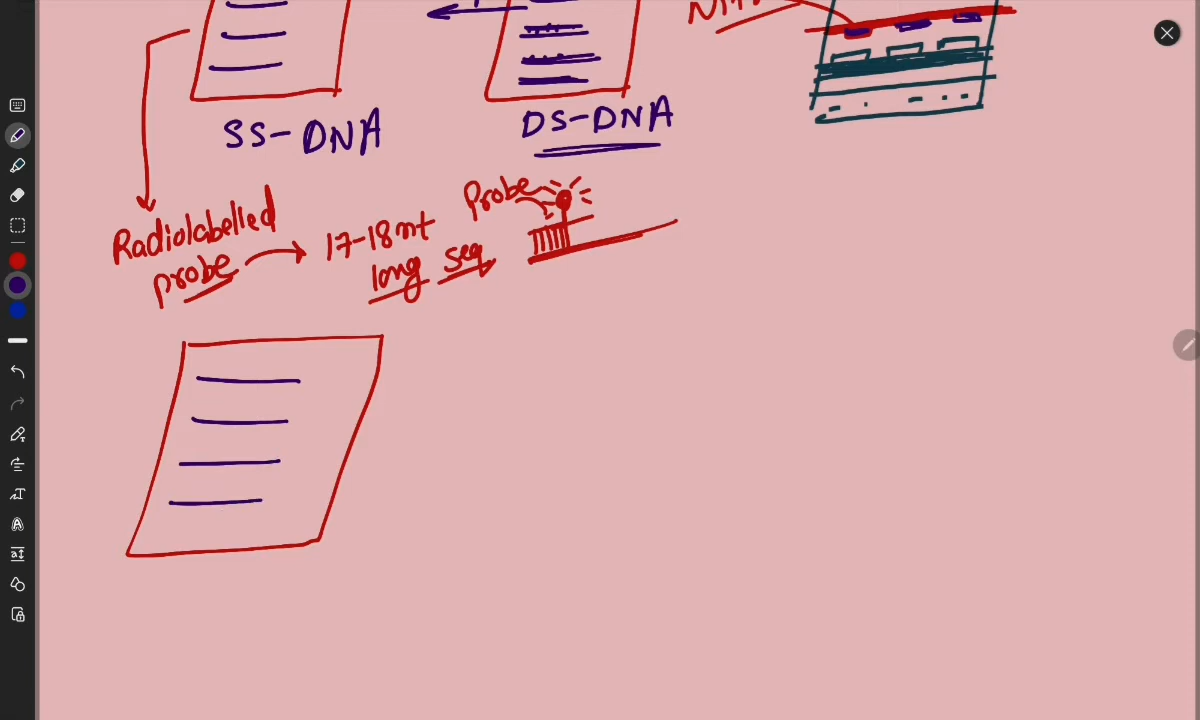 SS-DNA
DS-DNA
Probe
Radiolabelled
probe
17-18nt
long seq